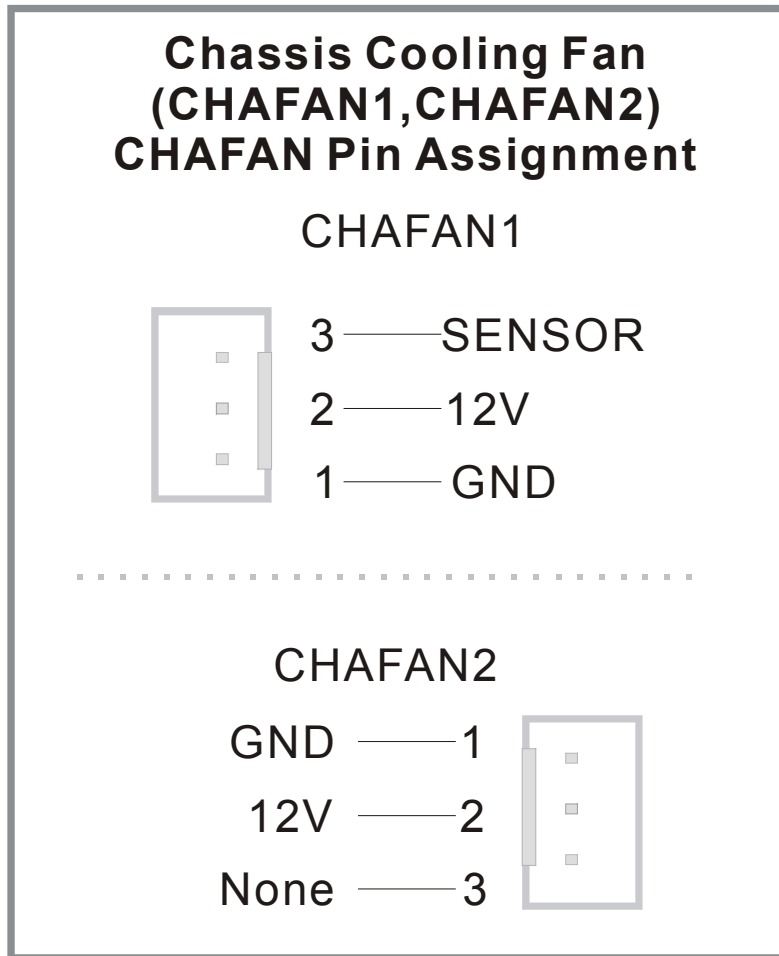 Chassis Cooling Fan
(CHAFAN1,CHAFAN2)
CHAFAN Pin Assignment
CHAFAN1
3 SENSOR
2 12V
1 GND
CHAFAN2
GND 1
12V 2
None 3